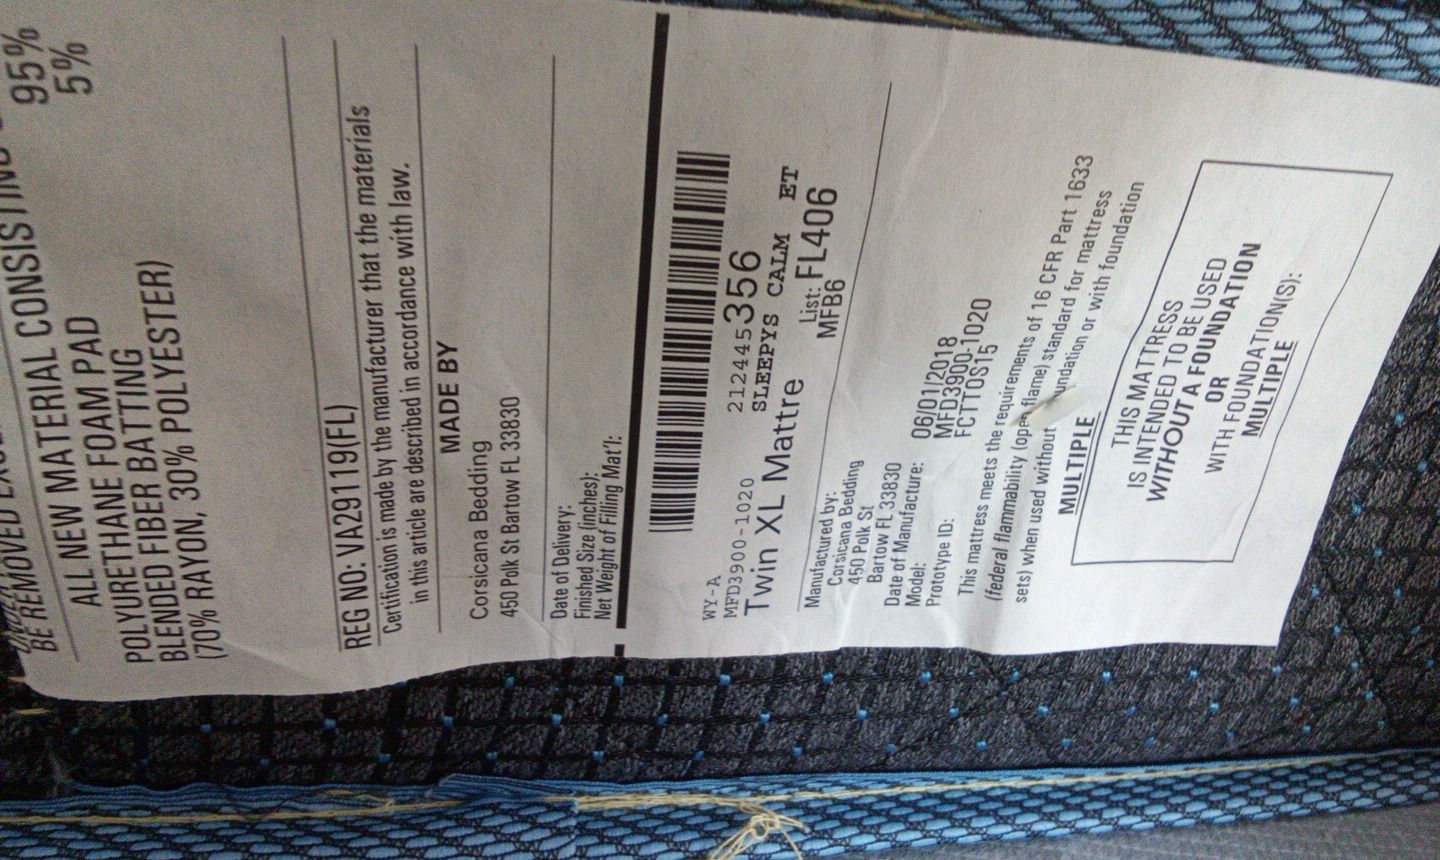 BE REMOVED
ALL NEW MATERIAL CONSISTING
POLYURETHANE FOAM PAD 95%
BLENDED FIBER BATTING 5%
(70% RAYON, 30% POLYESTER)
REG NO: VA29119(FL)
Certification is made by the manufacturer that the materials
in this article are described in accordance with law.
MADE BY
Corsicana Bedding
450 Polk St Bartow FL 33830
Date of Delivery:
Finished Size (inches):
Net Weight of Filling Mat'l:
WY-A
MFD3900-1020 212445356
Twin XL Mattre SLEEPYS CALM ET
List: FL406
Manufactured by: MFB6
Corsicana Bedding
450 Polk St
Bartow FL 33830
Date of Manufacture: 06/01/2018
Model: MFD3900-1020
Prototype ID: FCTTOS15
This mattress meets the requirements of 16 CFR Part 1633
(federal flammability (open flame) standard for mattress
sets) when used without foundation or with foundation
MULTIPLE
THIS MATTRESS
IS INTENDED TO BE USED
WITHOUT A FOUNDATION
OR
WITH FOUNDATION(S):
MULTIPLE